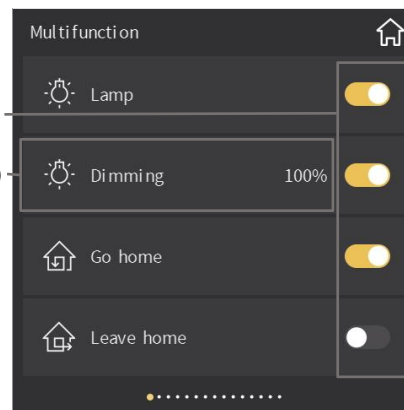 Multifunction
Lamp
Dimming 100%
Go home
Leave home